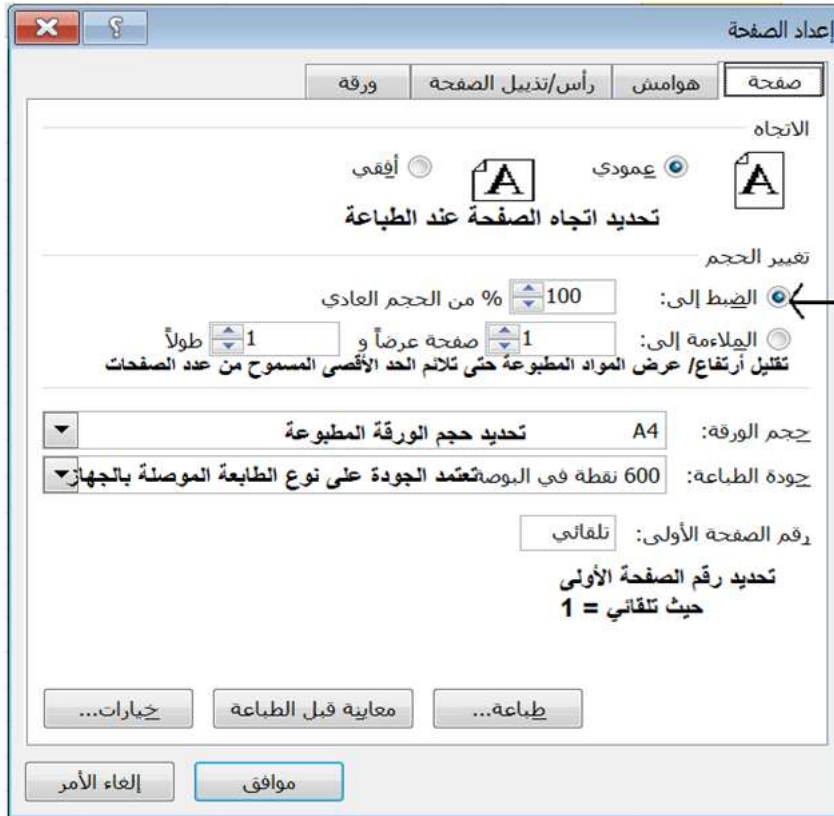 إعداد الصفحة
صفحة هوامش رأس/تذييل الصفحة ورقة
الاتجاه
A عمودي A أفقي
تحديد اتجاه الصفحة عند الطباعة
تغيير الحجم
الضبط إلى: 100 % من الحجم العادي
الملاءمة إلى: 1 صفحة عرضاً و 1 طولاً
تقليل أرتفاع/ عرض المواد المطبوعة حتى تلائم الحد الأقصى المسموح من عدد الصفحات
حجم الورقة: A4 تحديد حجم الورقة المطبوعة
جودة الطباعة: 600 نقطة في البوصة تعتمد الجودة على نوع الطابعة الموصلة بالجهاز
رقم الصفحة الأولى: تلقائي
تحديد رقم الصفحة الأولى
حيث تلقائي = 1
طباعة... معاينة قبل الطباعة خيارات...
موافق إلغاء الأمر